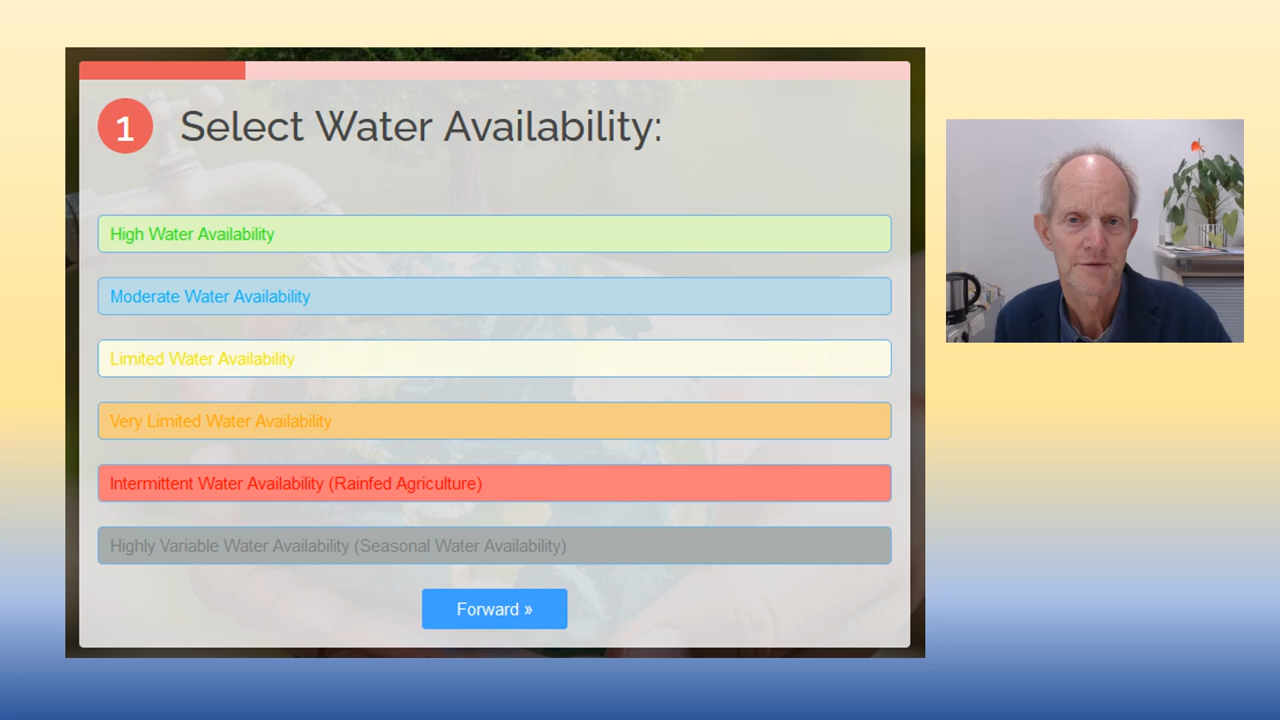 1
Select Water Availability:
High Water Availability
Moderate Water Availability
Limited Water Availability
Very Limited Water Availability
Intermittent Water Availability (Rainfed Agriculture)
Highly Variable Water Availability (Seasonal Water Availability)
Forward »